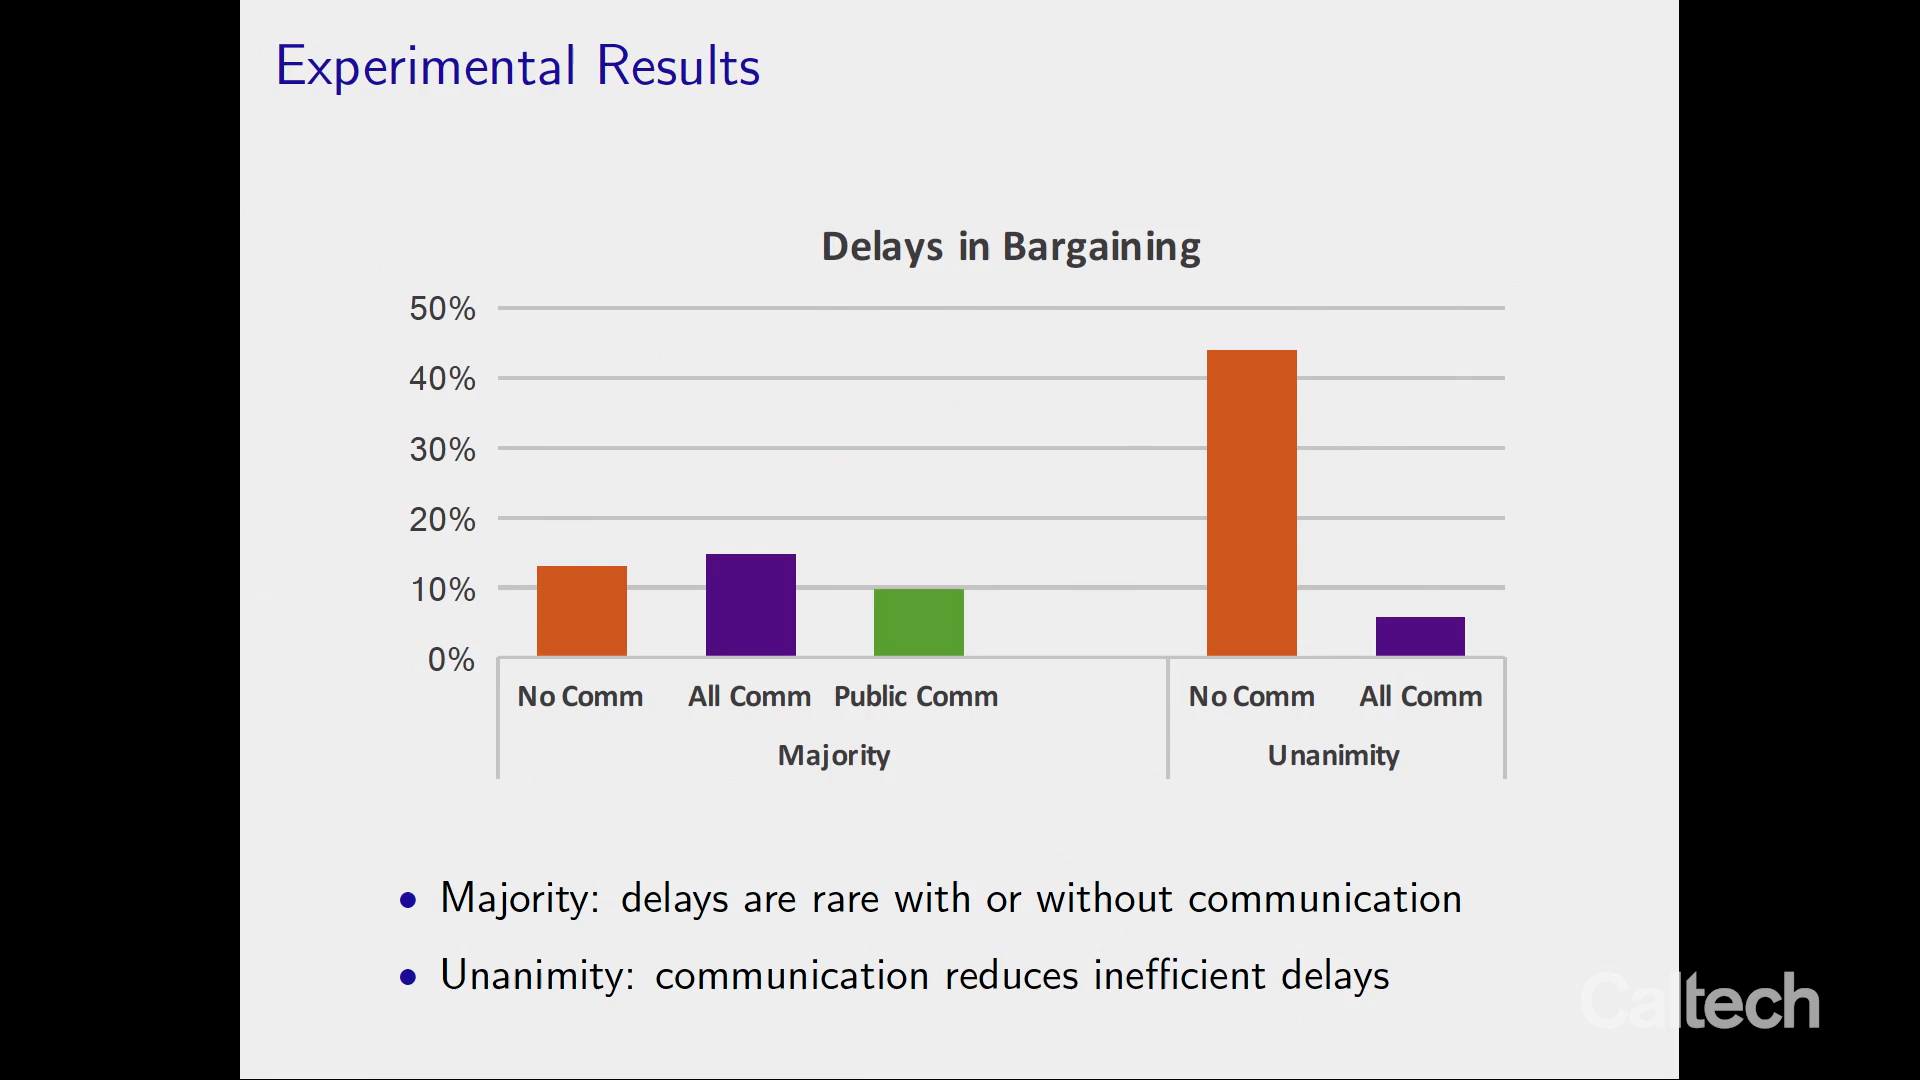 Experimental Results
Delays in Bargaining
50%
40%
30%
20%
10%
0%
No Comm All Comm Public Comm No Comm All Comm
Majority Unanimity
• Majority: delays are rare with or without communication
• Unanimity: communication reduces inefficient delays
Caltech